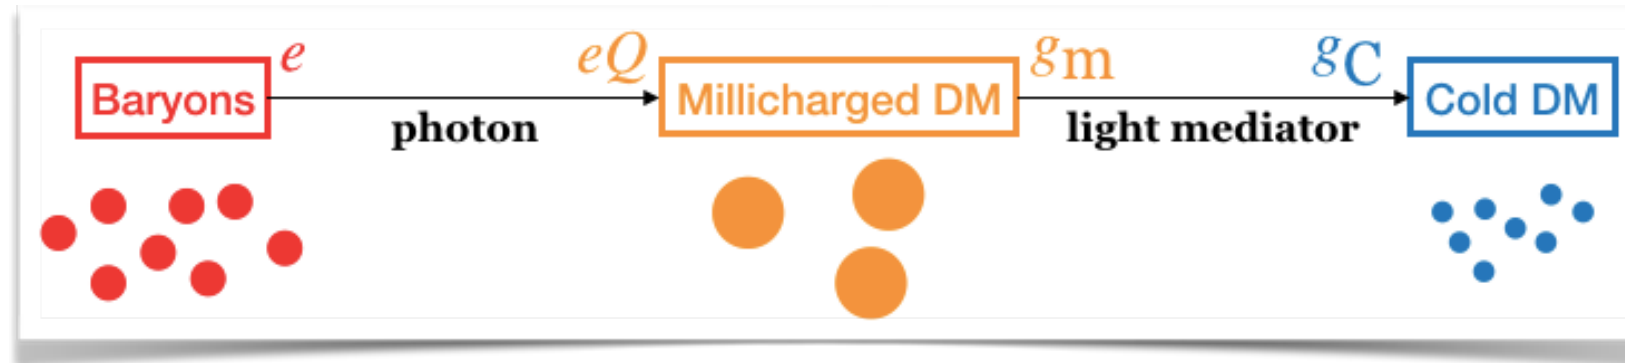 e eQ gm gC
Baryons Millicharged DM Cold DM
photon light mediator